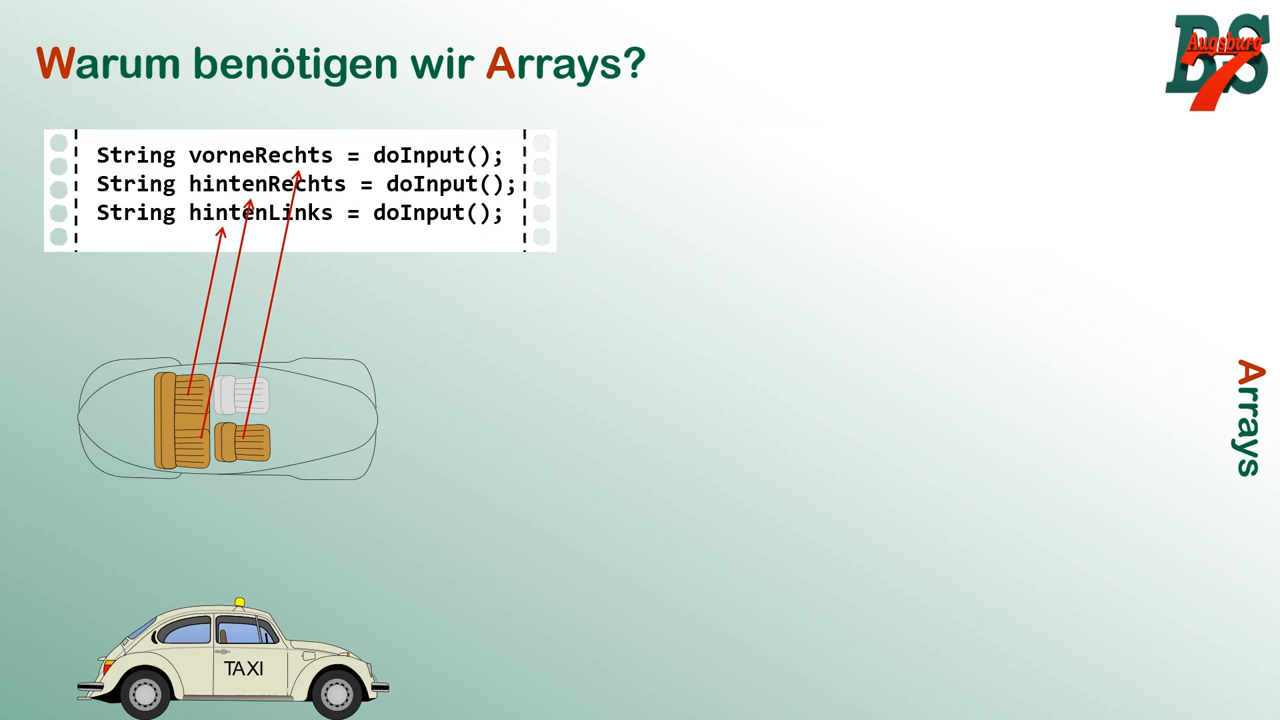 Warum benötigen wir Arrays?
BS
Augsburg
7
String vorneRechts = doInput();
String hintenRechts = doInput();
String hintenLinks = doInput();
Arrays
TAXI